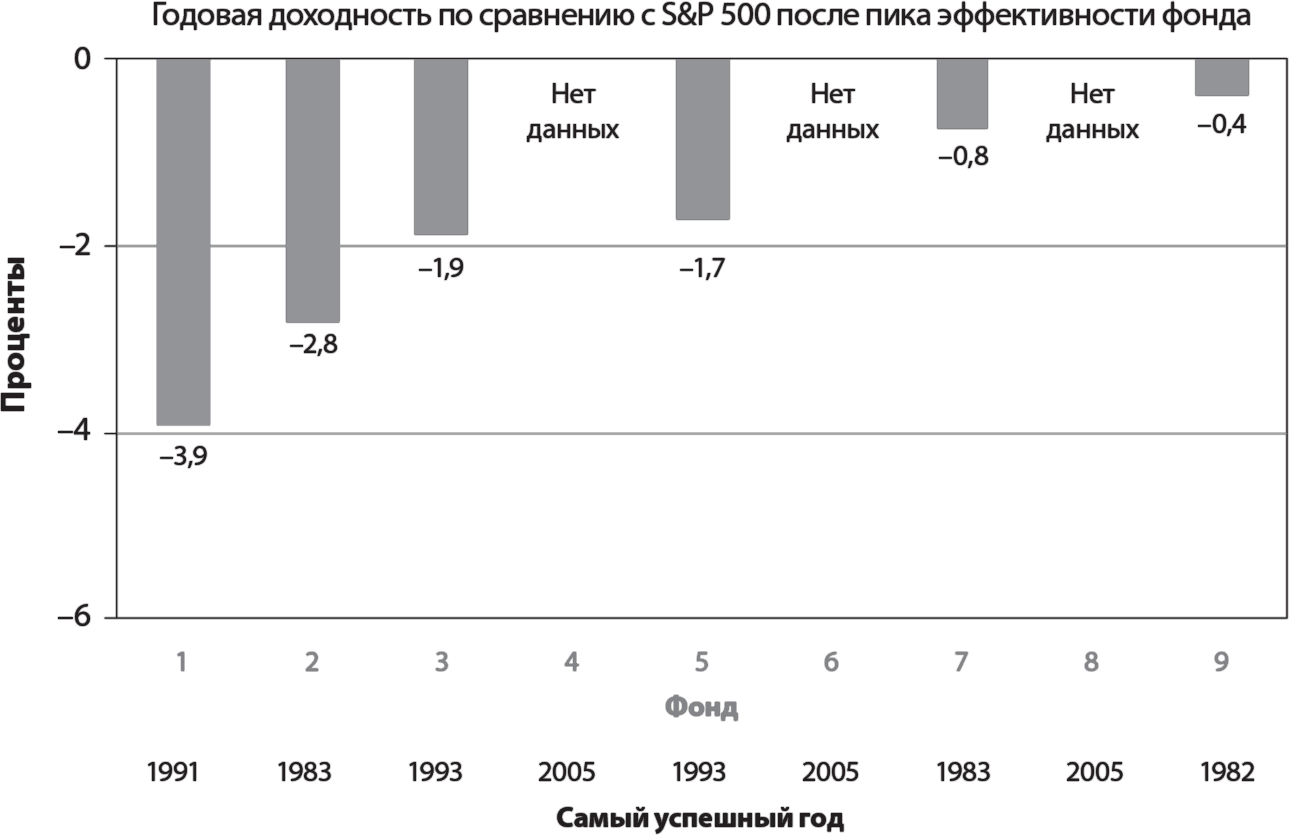 Годовая доходность по сравнению с S&P 500 после пика эффективности фонда
0
–2
–4
–6
Проценты
Нет данных
Нет данных
Нет данных
–3,9
–2,8
–1,9
–1,7
–0,8
–0,4
1 2 3 4 5 6 7 8 9
Фонд
1991 1983 1993 2005 1993 2005 1983 2005 1982
Самый успешный год